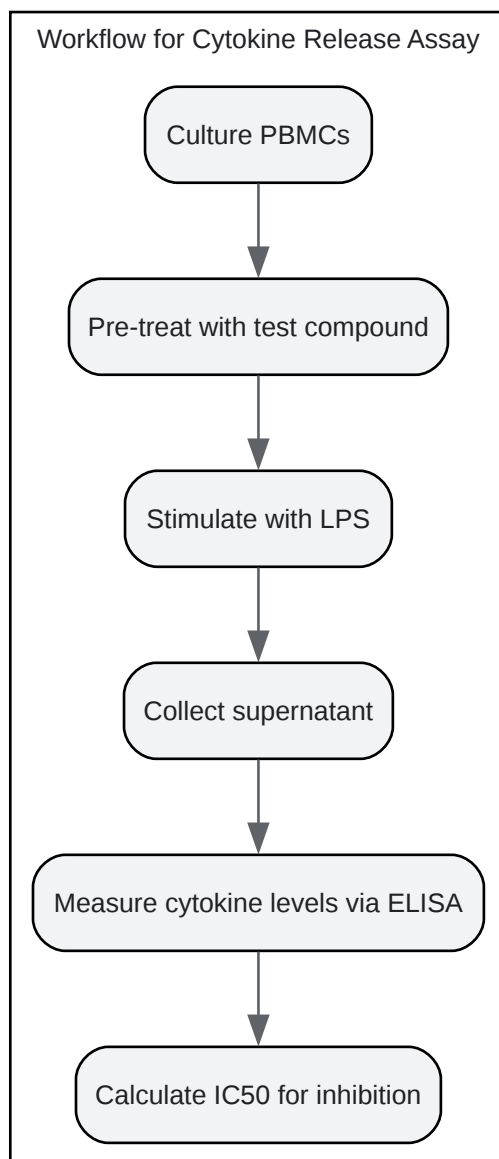 Workflow for Cytokine Release Assay
Culture PBMCs
Pre-treat with test compound
Stimulate with LPS
Collect supernatant
Measure cytokine levels via ELISA
Calculate IC50 for inhibition